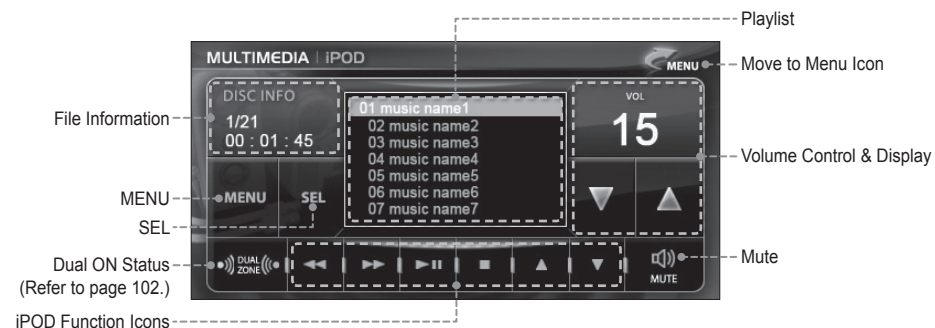 Playlist
MULTIMEDIA | iPOD
MENU
Move to Menu Icon
File Information
DISC INFO
1/21
00 : 01 : 45
01 music name1
02 music name2
03 music name3
04 music name4
05 music name5
06 music name6
07 music name7
VOL
15
Volume Control & Display
MENU
MENU
SEL
SEL
Dual ON Status
(Refer to page 102.)
DUAL
ZONE
MUTE
Mute
iPOD Function Icons